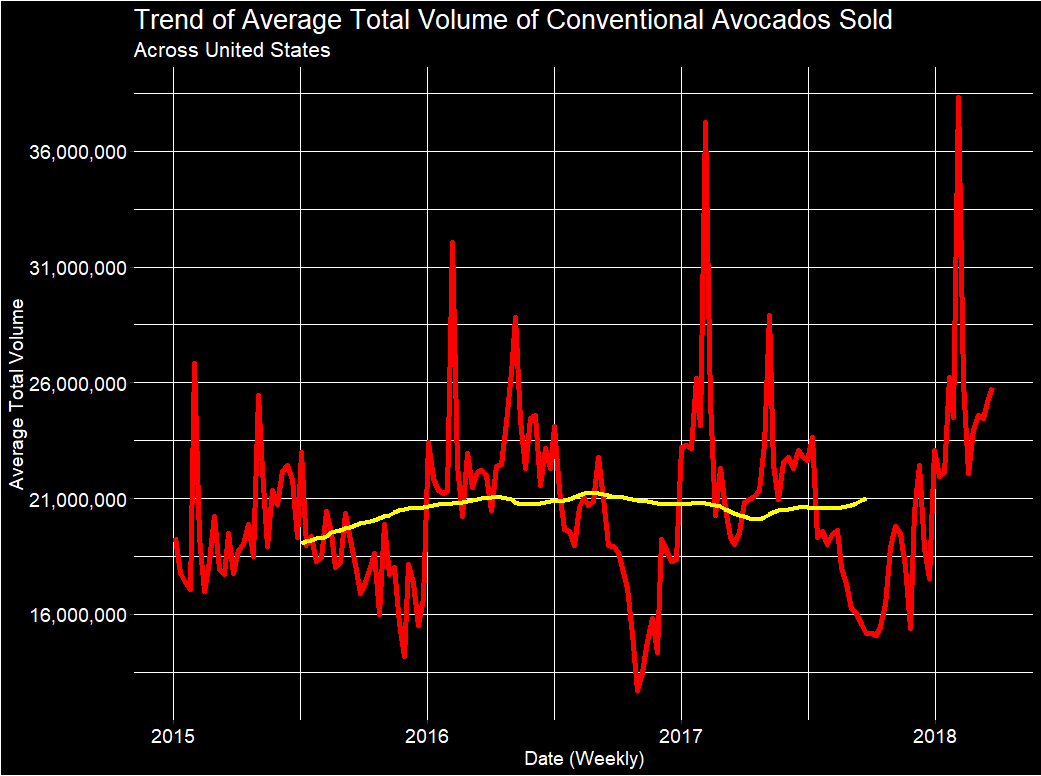 Trend of Average Total Volume of Conventional Avocados Sold
Across United States
Average Total Volume
36,000,000
31,000,000
26,000,000
21,000,000
16,000,000
2015 2016 2017 2018
Date (Weekly)